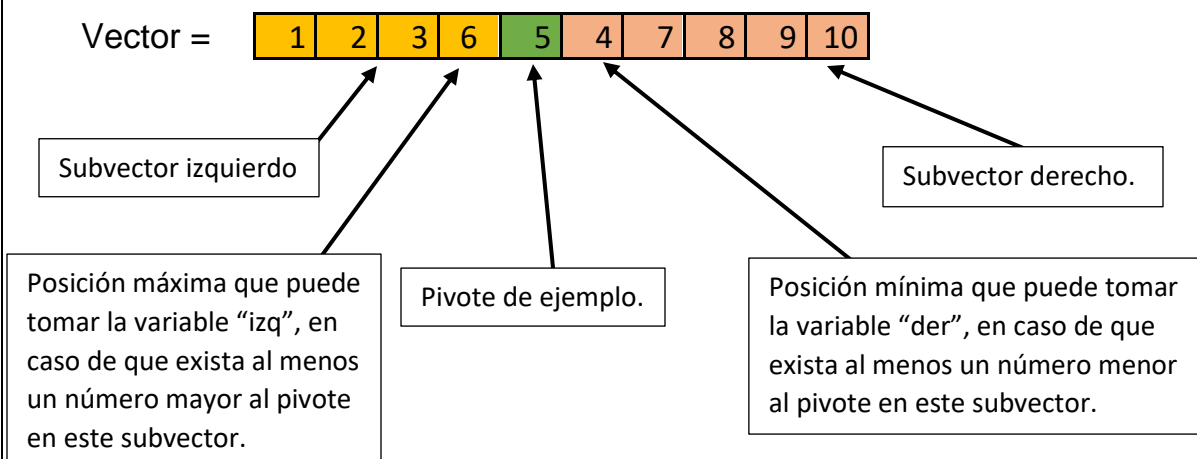 Vector = 1 2 3 6 5 4 7 8 9 10
Subvector izquierdo
Subvector derecho.
Posición máxima que puede
tomar la variable “izq”, en
caso de que exista al menos
un número mayor al pivote
en este subvector.
Pivote de ejemplo.
Posición mínima que puede tomar
la variable “der”, en caso de que
exista al menos un número menor
al pivote en este subvector.